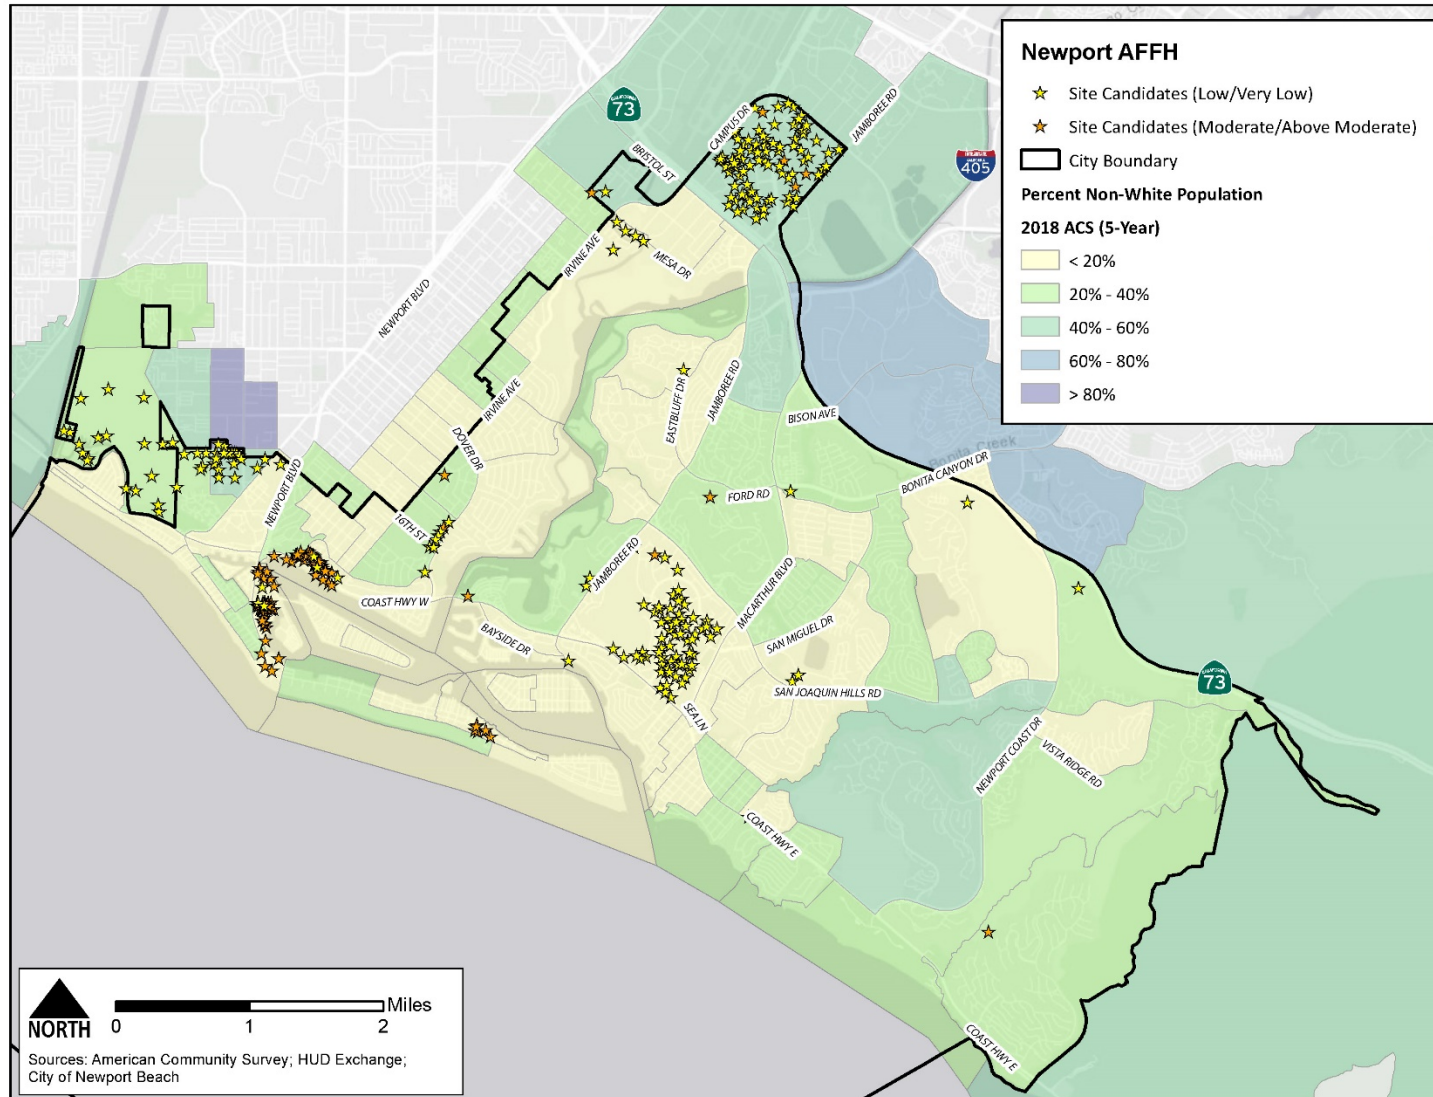 Newport AFFH
Site Candidates (Low/Very Low)
Site Candidates (Moderate/Above Moderate)
City Boundary
Percent Non-White Population
2018 ACS (5-Year)
< 20%
20% - 40%
40% - 60%
60% - 80%
> 80%
CALIFORNIA
73
CAMPUS DR
JAMBOREE RD
BRISTOL ST
405
IRVINE AVE
MESA DR
NEWPORT BLVD
IRVINE AVE
DOVER DR
EASTBLUFF DR
JAMBOREE RD
BISON AVE
Bonita Creek
BONITA CANYON DR
NEWPORT BLVD
16TH ST
FORD RD
JAMBOREE RD
MACARTHUR BLVD
COAST HWY W
BAYSIDE DR
SAN MIGUEL DR
SAN JOAQUIN HILLS RD
CALIFORNIA
73
SEA LN
NEWPORT COAST DR
VISTA RIDGE RD
COAST HWY E
COAST HWY E
NORTH
0 1 2 Miles
Sources: American Community Survey; HUD Exchange;
City of Newport Beach